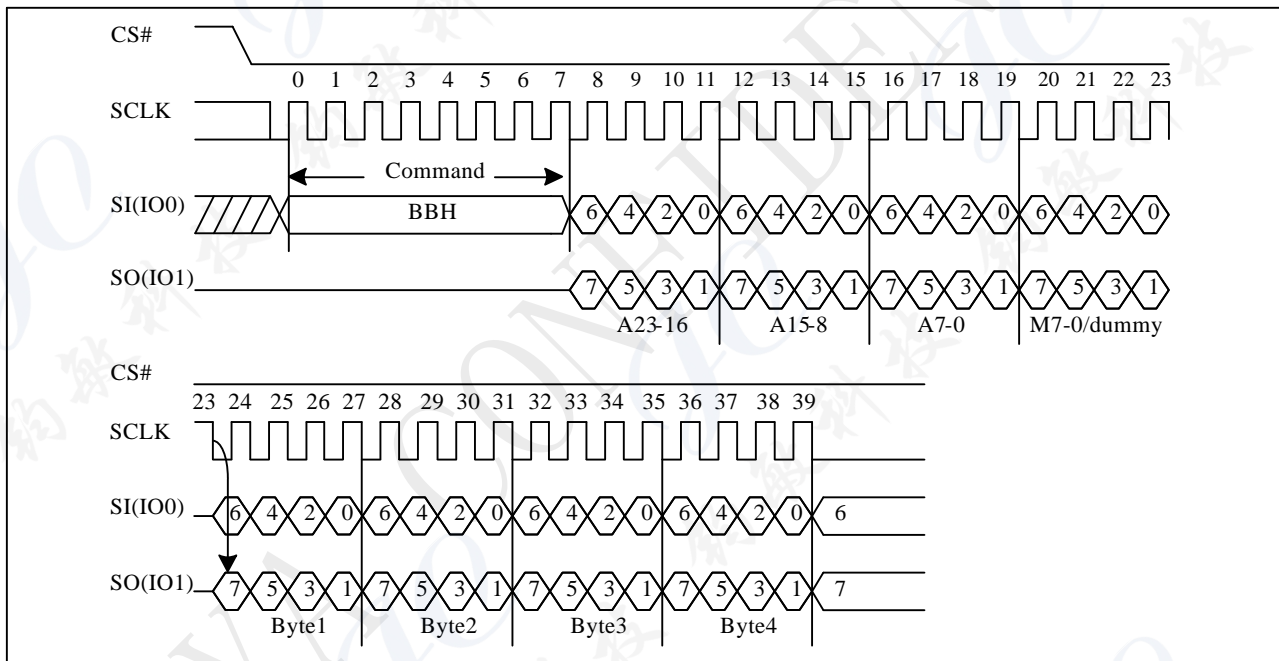 CS#
0 1 2 3 4 5 6 7 8 9 10 11 12 13 14 15 16 17 18 19 20 21 22 23
SCLK
Command
SI(IO0) BBH 6 4 2 0 6 4 2 0 6 4 2 0 6 4 2 0
SO(IO1) 7 5 3 1 7 5 3 1 7 5 3 1 7 5 3 1
A23-16 A15-8 A7-0 M7-0/dummy
CS#
23 24 25 26 27 28 29 30 31 32 33 34 35 36 37 38 39
SCLK
SI(IO0) 6 4 2 0 6 4 2 0 6 4 2 0 6 4 2 0 6
SO(IO1) 7 5 3 1 7 5 3 1 7 5 3 1 7 5 3 1 7
Byte1 Byte2 Byte3 Byte4